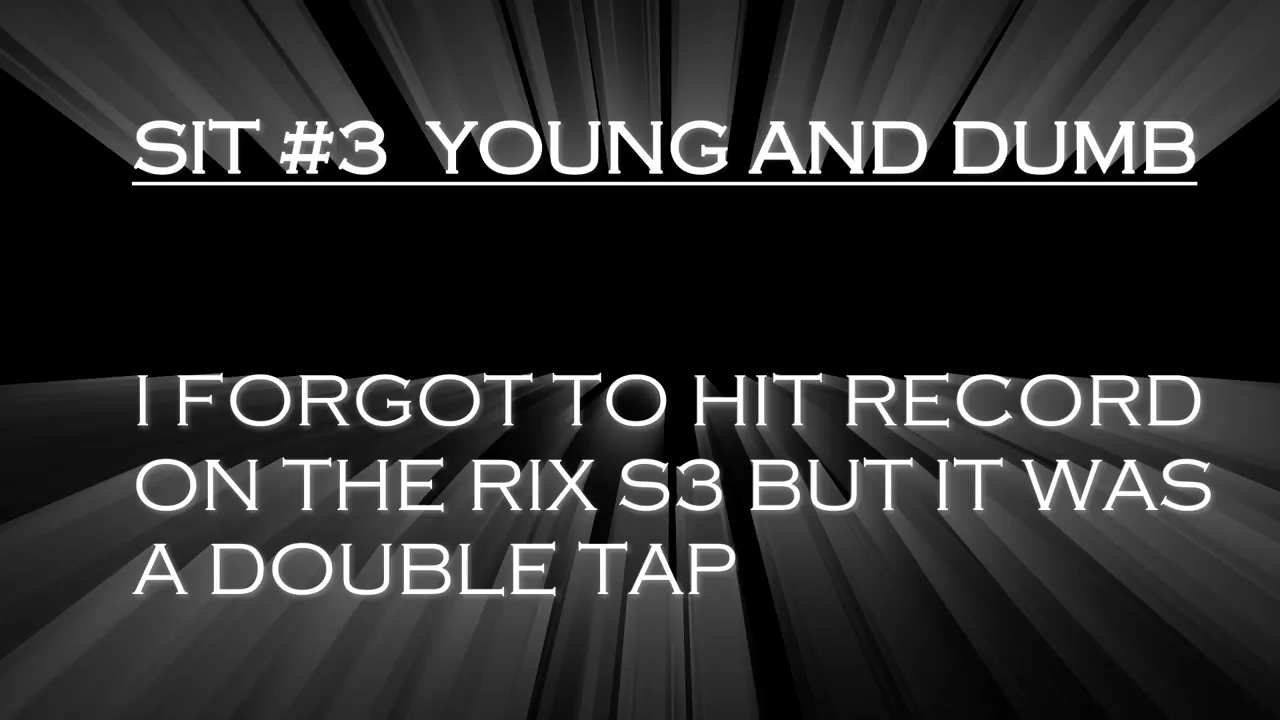 SIT #3 YOUNG AND DUMB
I FORGOT TO HIT RECORD
ON THE RIX S3 BUT IT WAS
A DOUBLE TAP